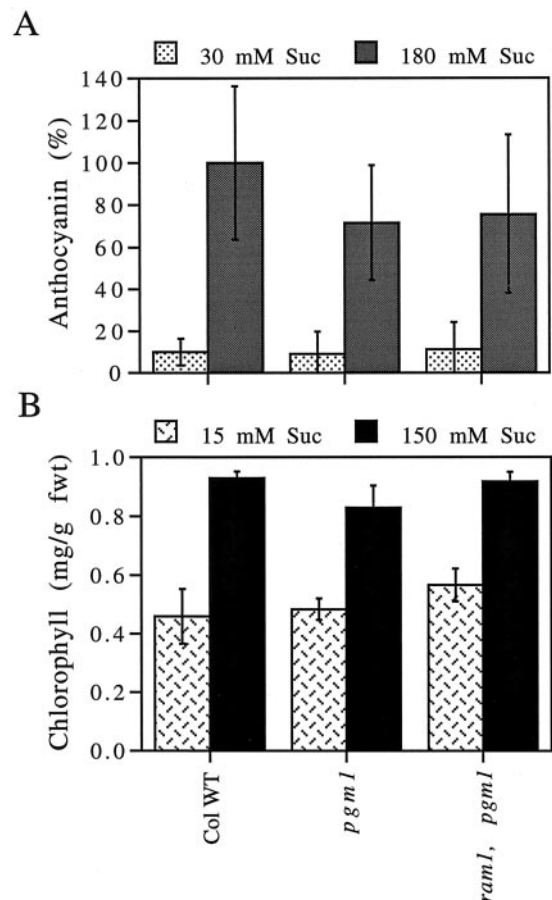 A
30 mM Suc 180 mM Suc
Anthocyanin (%)
140
120
100
80
60
40
20
0
B
15 mM Suc 150 mM Suc
Chlorophyll (mg/g fwt)
1.0
0.8
0.6
0.4
0.2
0.0
Col WT
pgm1
ram1, pgm1